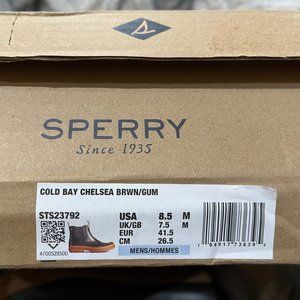 SPERRY
Since 1935
COLD BAY CHELSEA BRWN/GUM
STS23792
USA 8.5 M
UK/GB 7.5 M
EUR 41.5
CM 26.5
4700528500
MENS/HOMMES